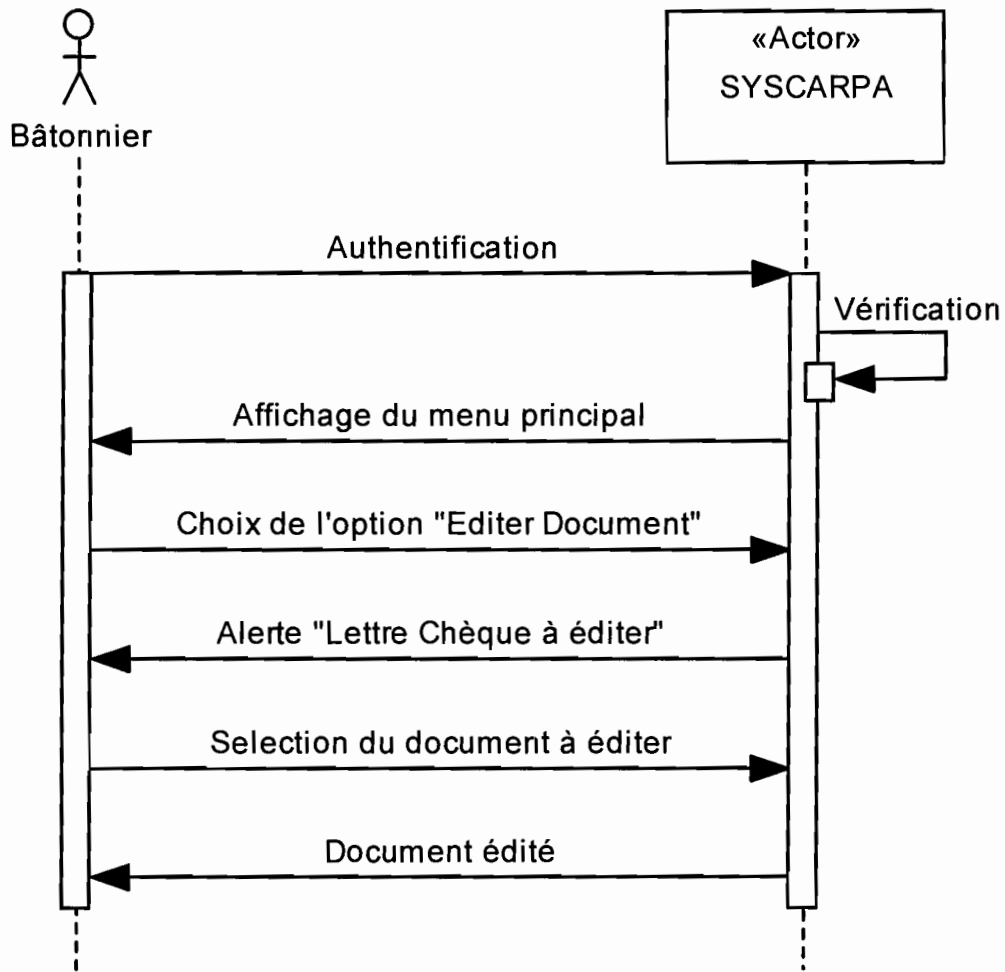 «Actor»
SYSCARPA
Bâtonnier
Authentification
Vérification
Affichage du menu principal
Choix de l'option "Editer Document"
Alerte "Lettre Chèque à éditer"
Selection du document à éditer
Document édité